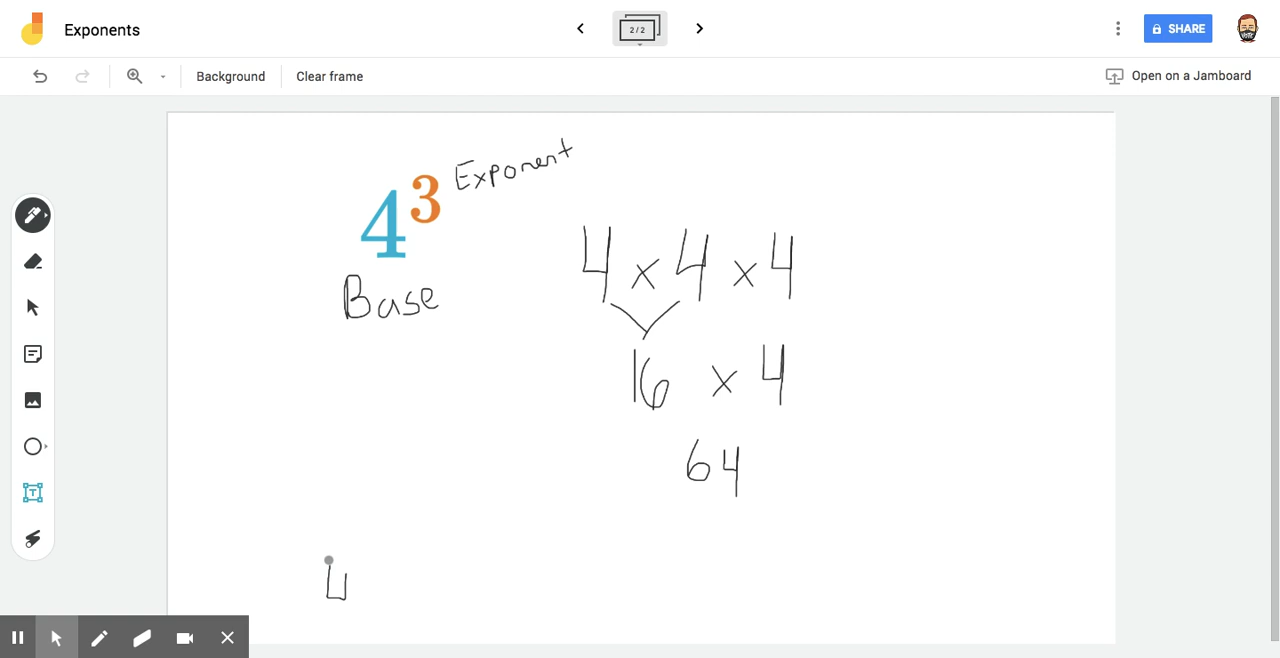 Exponents
2 / 2
SHARE
Background
Clear frame
Open on a Jamboard
4³ Exponent
Base
4 x 4 x 4
16 x 4
64